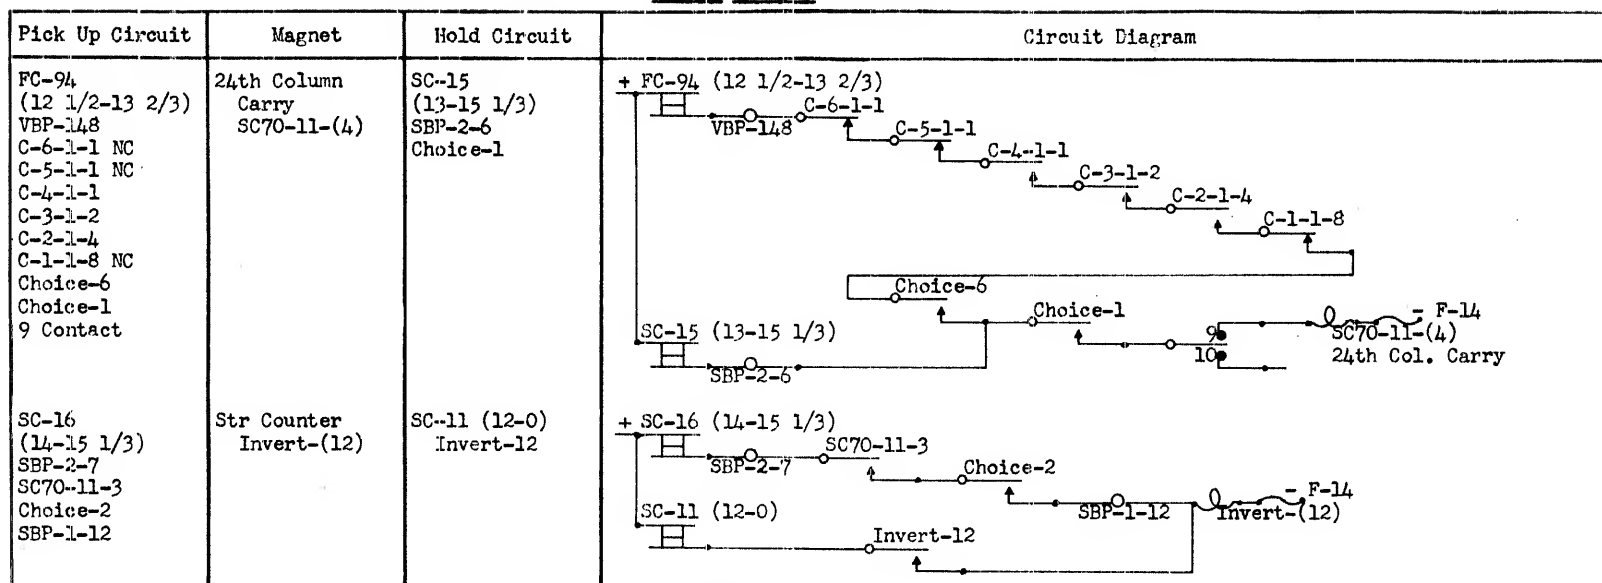 Pick Up Circuit Magnet Hold Circuit Circuit Diagram
FC-94
(12 1/2-13 2/3)
VBP-148
C-6-1-1 NC
C-5-1-1 NC
C-4-1-1
C-3-1-2
C-2-1-4
C-1-1-8 NC
Choice-6
Choice-1
9 Contact
24th Column
Carry
SC70-11-(4)
SC-15
(13-15 1/3)
SBP-2-6
Choice-1
+ FC-94 (12 1/2-13 2/3)
VBP-148
C-6-1-1
C-5-1-1
C-4-1-1
C-3-1-2
C-2-1-4
C-1-1-8
Choice-6
Choice-1
SC-15 (13-15 1/3)
SBP-2-6
9
10
- F-14
SC70-11-(4)
24th Col. Carry
SC-16
(14-15 1/3)
SBP-2-7
SC70-11-3
Choice-2
SBP-1-12
Str Counter
Invert-(12)
SC-11 (12-0)
Invert-12
+ SC-16 (14-15 1/3)
SBP-2-7
SC70-11-3
Choice-2
SBP-1-12
- F-14
Invert-(12)
SC-11 (12-0)
Invert-12